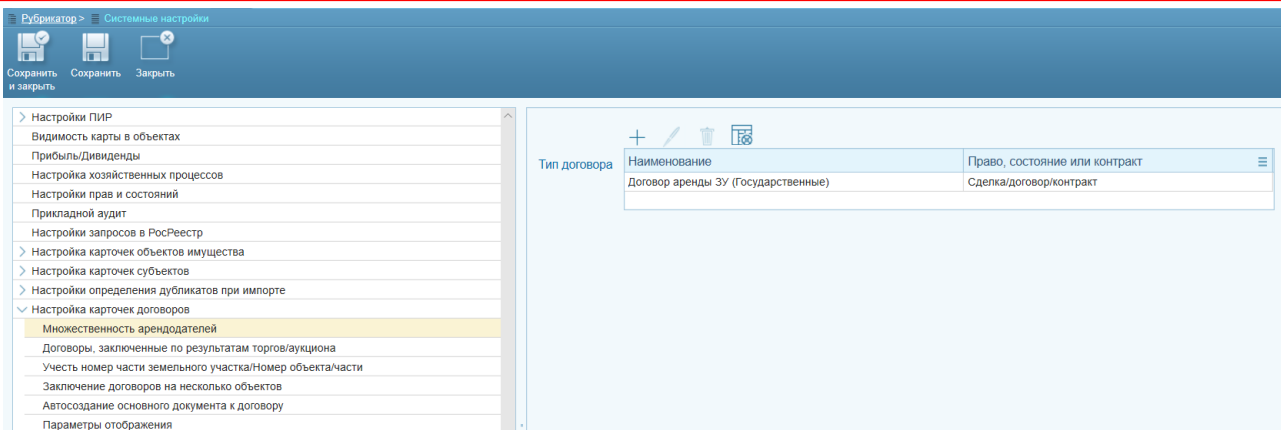 Рубрикатор > Системные настройки
Сохранить и закрыть
Сохранить
Закрыть
Настройки ПИР
Видимость карты в объектах
Прибыль/Дивиденды
Настройка хозяйственных процессов
Настройки прав и состояний
Прикладной аудит
Настройки запросов в РосРеестр
Настройка карточек объектов имущества
Настройка карточек субъектов
Настройки определения дубликатов при импорте
Настройка карточек договоров
Множественность арендодателей
Договоры, заключенные по результатам торгов/аукциона
Учесть номер части земельного участка/Номер объекта/части
Заключение договоров на несколько объектов
Автосоздание основного документа к договору
Параметры отображения
Тип договора
Наименование
Право, состояние или контракт
Договор аренды ЗУ (Государственные)
Сделка/договор/контракт